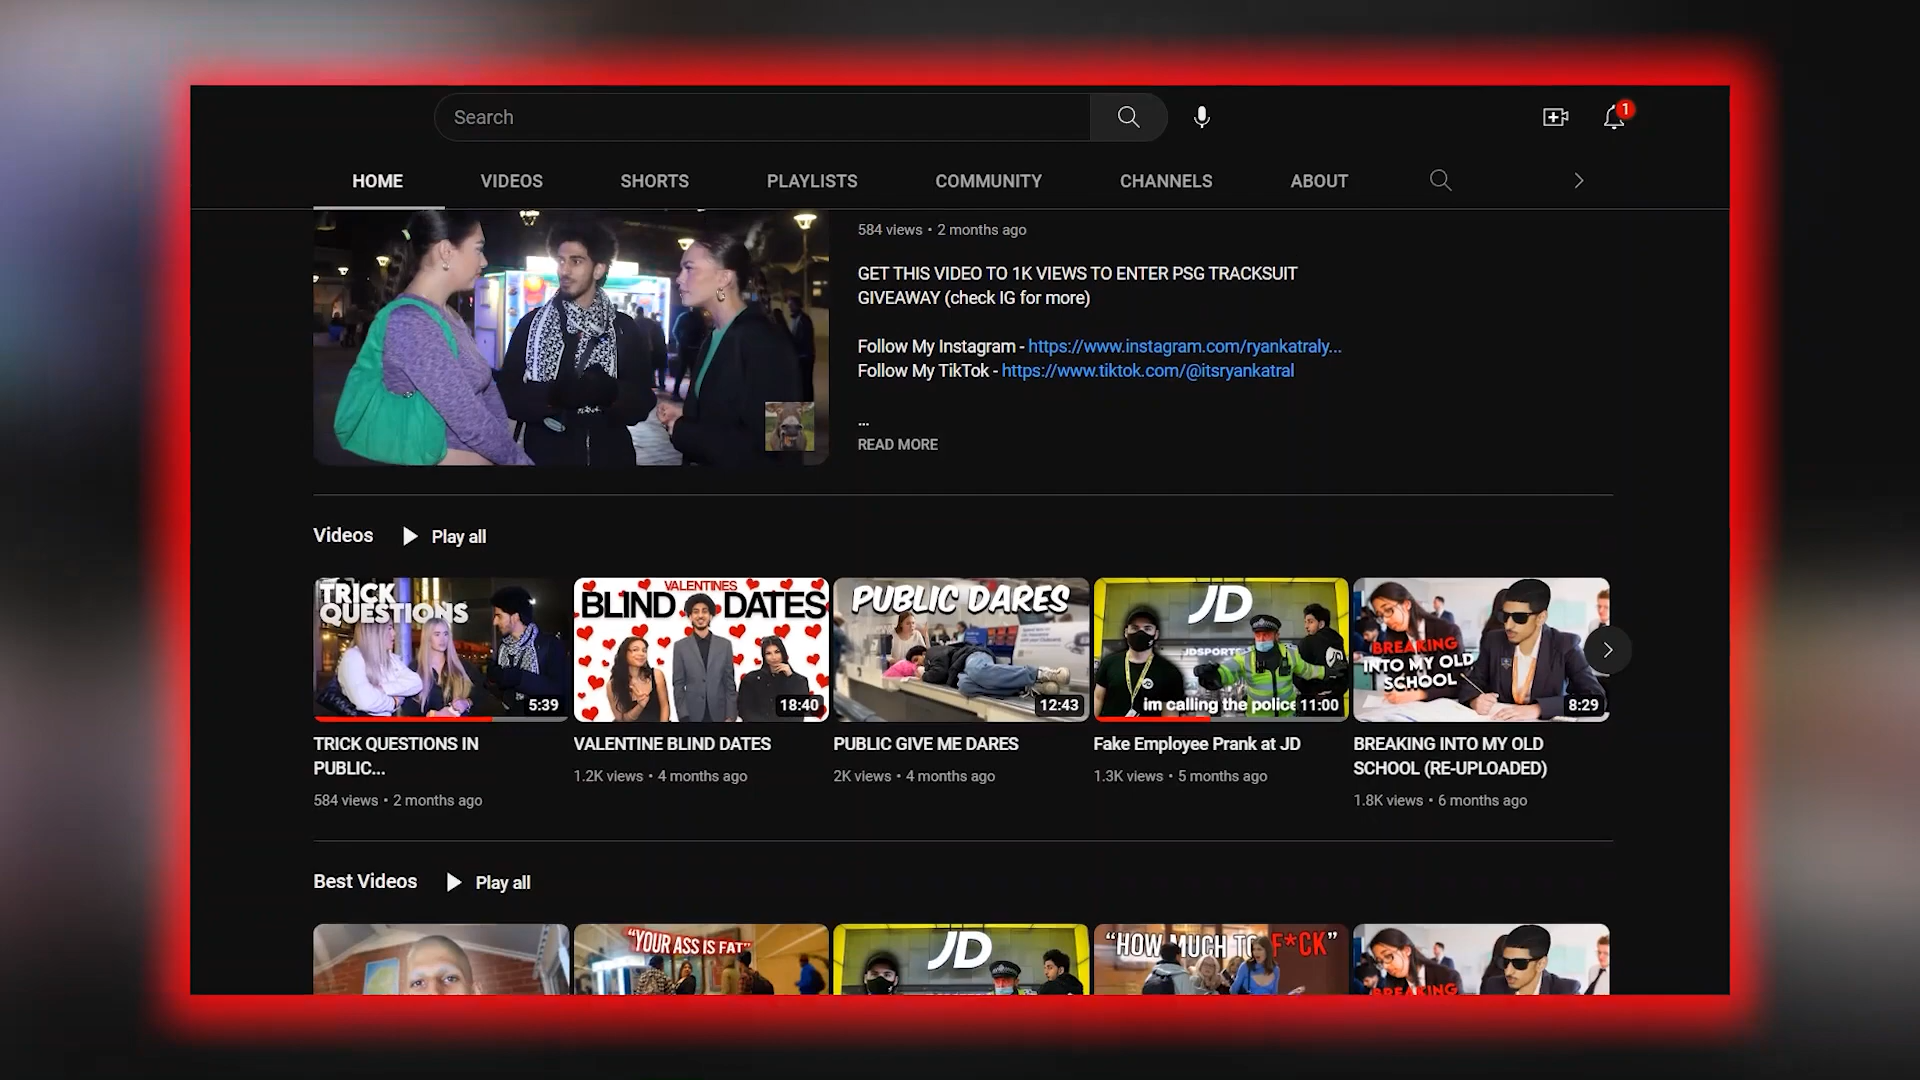 Search
1
HOME
VIDEOS
SHORTS
PLAYLISTS
COMMUNITY
CHANNELS
ABOUT
584 views • 2 months ago
GET THIS VIDEO TO 1K VIEWS TO ENTER PSG TRACKSUIT
GIVEAWAY (check IG for more)
Follow My Instagram - https://www.instagram.com/ryankatraly...
Follow My TikTok - https://www.tiktok.com/@itsryankatral
...
READ MORE
Videos
Play all
TRICK
QUESTIONS
5:39
VALENTINES
BLIND DATES
18:40
PUBLIC DARES
12:43
JD
JDSPORTS
im calling the police
11:00
BREAKING
INTO MY OLD
SCHOOL
8:29
TRICK QUESTIONS IN
PUBLIC...
584 views • 2 months ago
VALENTINE BLIND DATES
1.2K views • 4 months ago
PUBLIC GIVE ME DARES
2K views • 4 months ago
Fake Employee Prank at JD
1.3K views • 5 months ago
BREAKING INTO MY OLD
SCHOOL (RE-UPLOADED)
1.8K views • 6 months ago
Best Videos
Play all
"YOUR ASS IS FAT"
JD
"HOW MUCH TO F*CK"
BREAKING